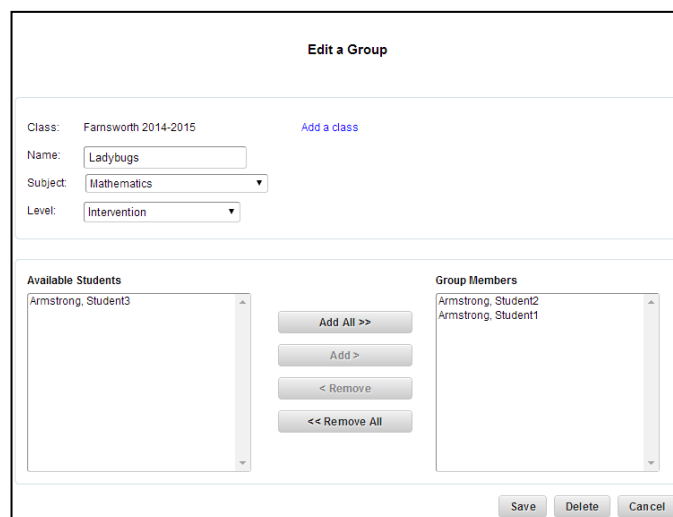 Edit a Group
Class: Farnsworth 2014-2015 Add a class
Name: Ladybugs
Subject: Mathematics
Level: Intervention
Available Students
Armstrong, Student3
Add All >>
Add >
< Remove
<< Remove All
Group Members
Armstrong, Student2
Armstrong, Student1
Save Delete Cancel